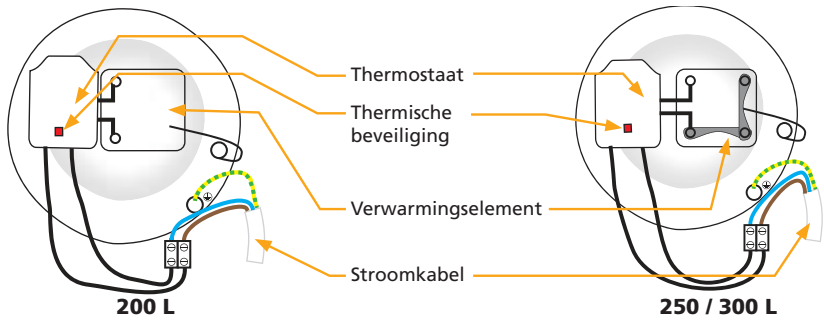 Thermostaat
Thermische
beveiliging
Verwarmingselement
Stroomkabel
200 L
250 / 300 L